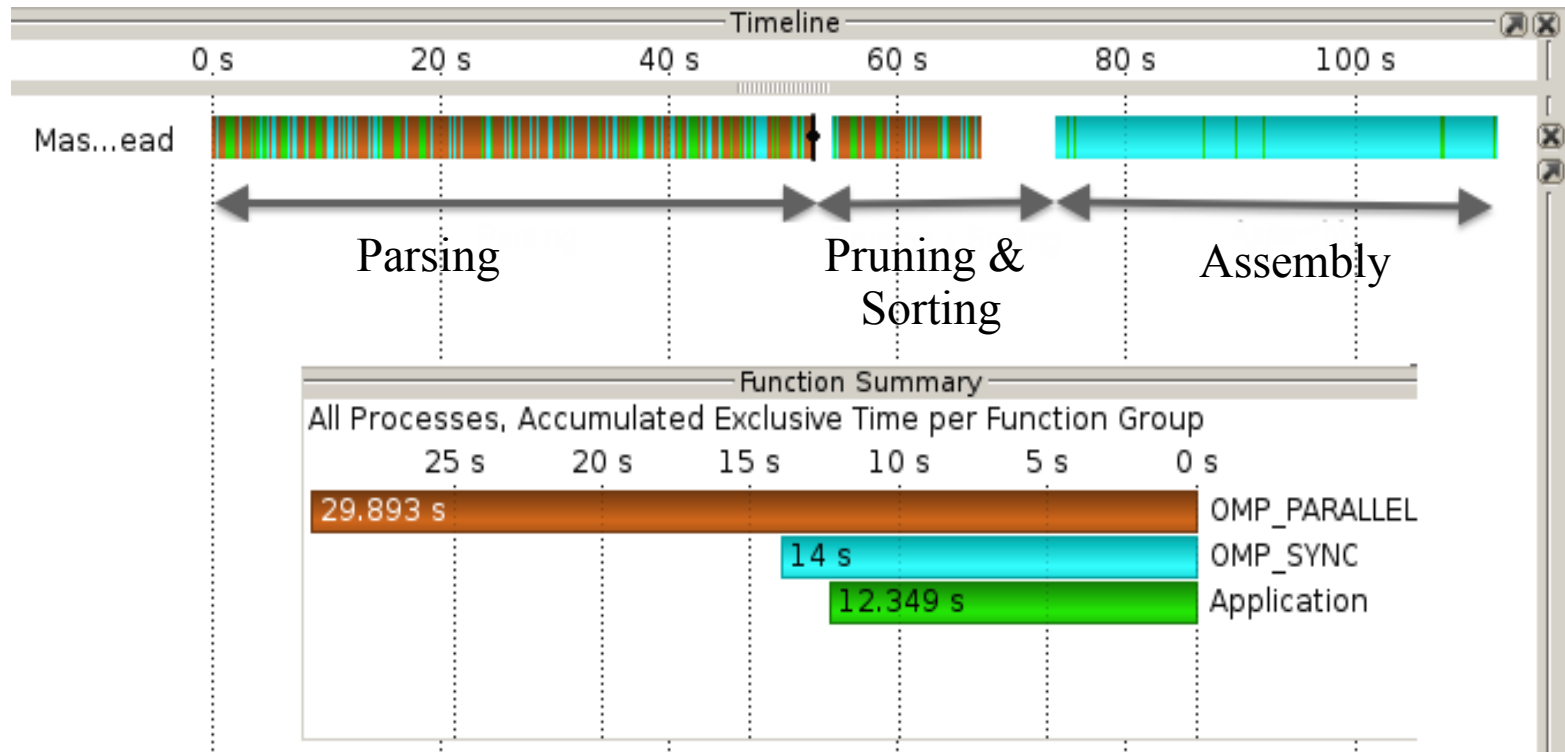 Timeline
0 s 20 s 40 s 60 s 80 s 100 s
Mas...ead
Parsing
Pruning &
Sorting
Assembly
Function Summary
All Processes, Accumulated Exclusive Time per Function Group
25 s 20 s 15 s 10 s 5 s 0 s
29.893 s OMP_PARALLEL
14 s OMP_SYNC
12.349 s Application